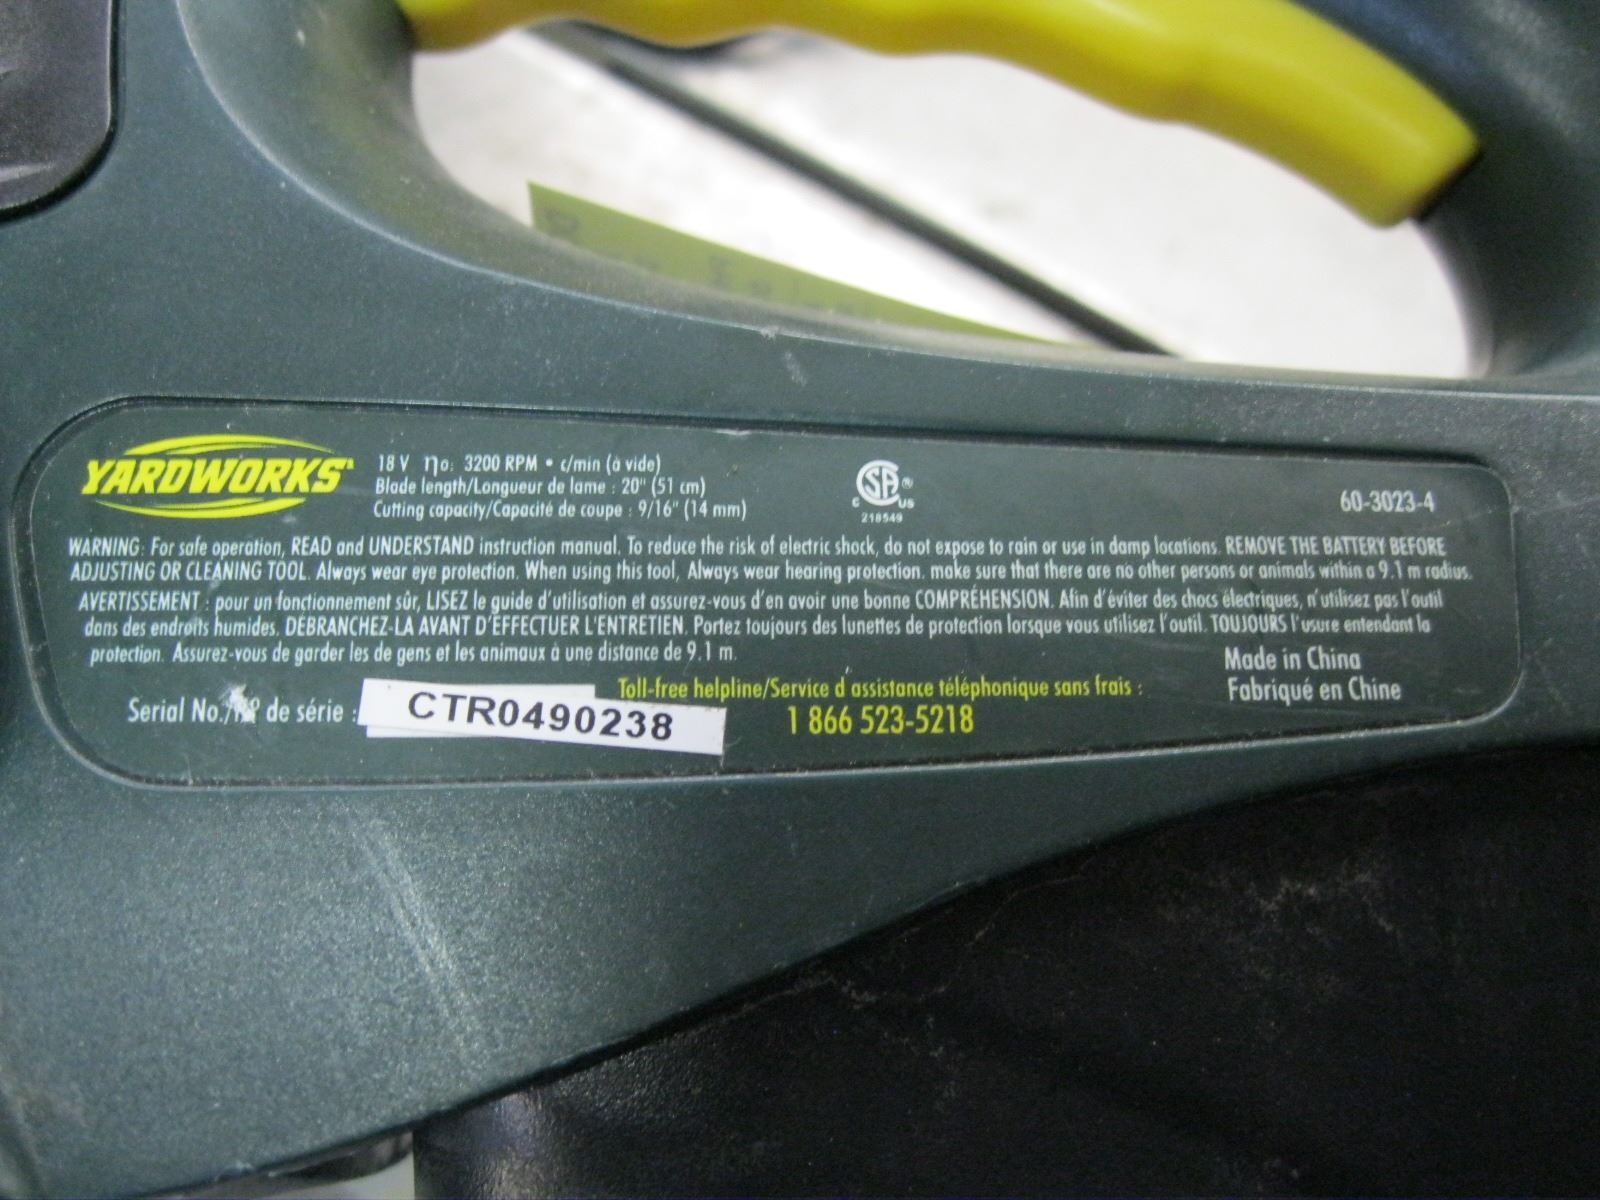 YARDWORKS
18 V ηo: 3200 RPM • c/min (à vide)
Blade length/Longueur de lame : 20" (51 cm)
Cutting capacity/Capacité de coupe : 9/16" (14 mm)
CSA®
C US
218549
60-3023-4
WARNING: For safe operation, READ and UNDERSTAND instruction manual. To reduce the risk of electric shock, do not expose to rain or use in damp locations. REMOVE THE BATTERY BEFORE
ADJUSTING OR CLEANING TOOL. Always wear eye protection. When using this tool, Always wear hearing protection. make sure that there are no other persons or animals within a 9.1 m radius.
AVERTISSEMENT : pour un fonctionnement sûr, LISEZ le guide d'utilisation et assurez-vous d'en avoir une bonne COMPRÉHENSION. Afin d'éviter des chocs électriques, n'utilisez pas l'outil
dans des endroits humides. DÉBRANCHEZ-LA AVANT D'EFFECTUER L'ENTRETIEN. Portez toujours des lunettes de protection lorsque vous utilisez l'outil. TOUJOURS l'usure entendant la
protection. Assurez-vous de garder les de gens et les animaux à une distance de 9.1 m.
Made in China
Fabriqué en Chine
Toll-free helpline/Service d'assistance téléphonique sans frais :
1 866 523-5218
Serial No./Nº de série :
CTR0490238